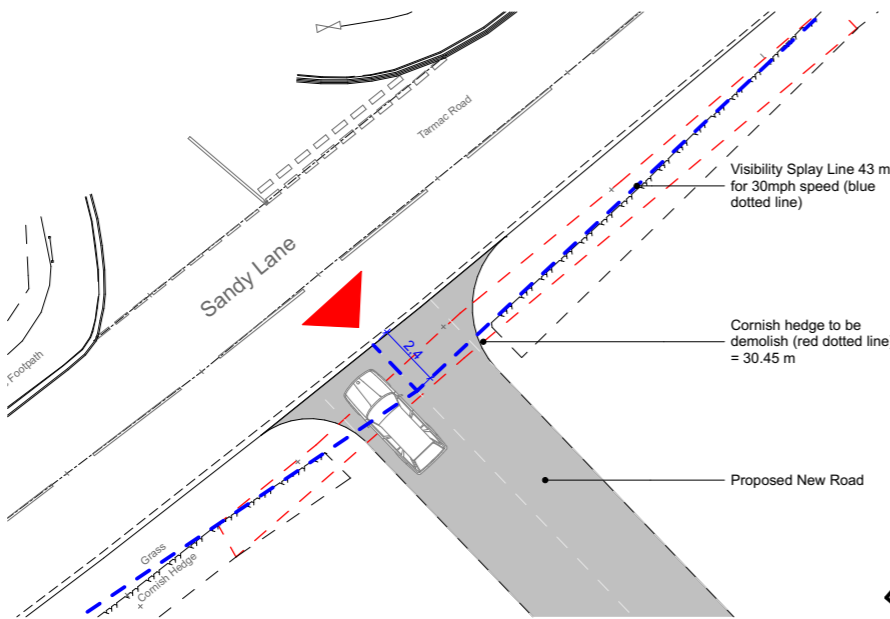 Tarmac Road
Visibility Splay Line 43 m
for 30mph speed (blue
dotted line)
Sandy Lane
Cornish hedge to be
demolish (red dotted line)
= 30.45 m
2,4
Footpath
Proposed New Road
Grass
Cornish Hedge